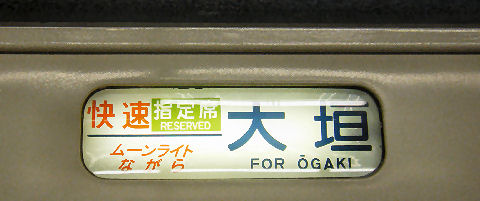 快速 指定席
RESERVED
ムーンライト
ながら
大垣
FOR ŌGAKI